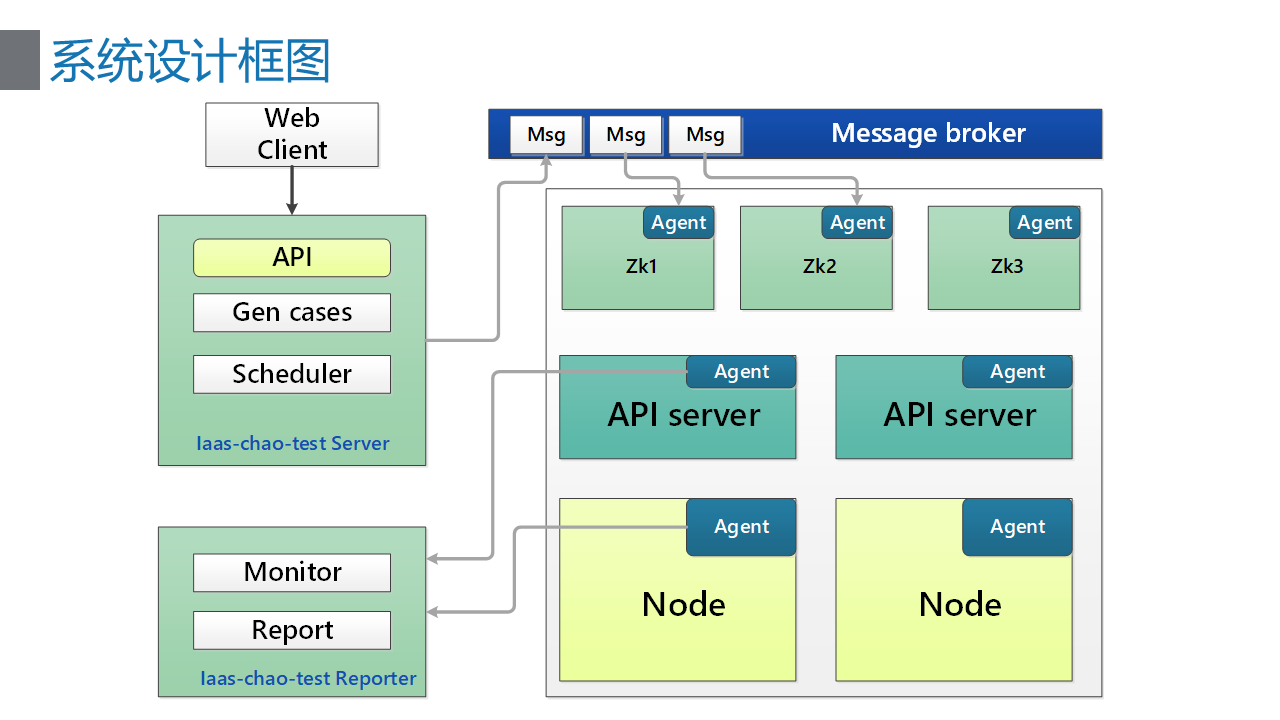 系统设计框图
Web
Client
API
Gen cases
Scheduler
Iaas-chao-test Server
Monitor
Report
Iaas-chao-test Reporter
Msg
Msg
Msg
Message broker
Agent
Zk1
Agent
Zk2
Agent
Zk3
Agent
API server
Agent
API server
Agent
Node
Agent
Node